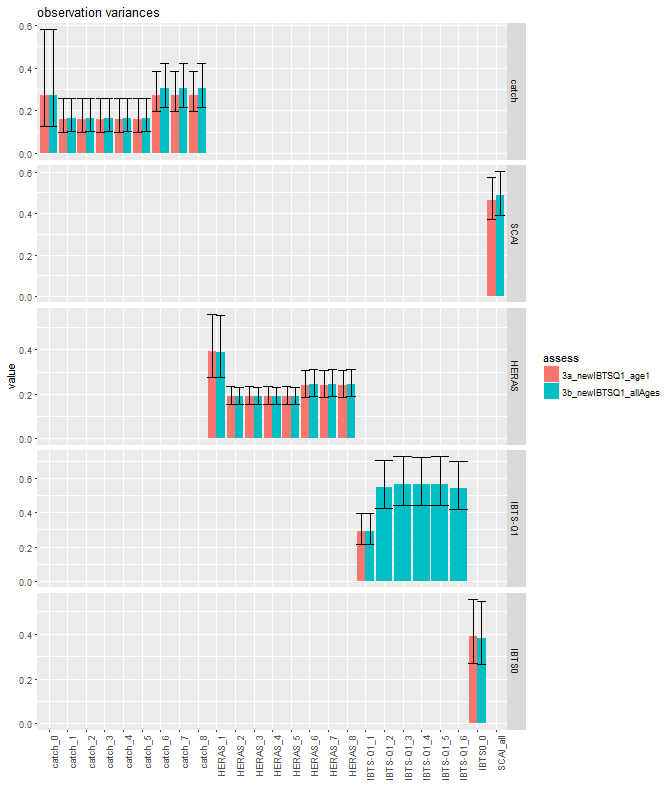 observation variances
value
0.6
0.4
0.2
0.0
catch
0.6
0.4
0.2
0.0
SCAI
0.4
0.2
0.0
HERAS
0.6
0.4
0.2
0.0
IBTS-Q1
0.4
0.2
0.0
IBTS0
catch_0
catch_1
catch_2
catch_3
catch_4
catch_5
catch_6
catch_7
catch_8
HERAS_1
HERAS_2
HERAS_3
HERAS_4
HERAS_5
HERAS_6
HERAS_7
HERAS_8
IBTS-Q1_1
IBTS-Q1_2
IBTS-Q1_3
IBTS-Q1_4
IBTS-Q1_5
IBTS-Q1_6
IBTS0_0
SCAI_all
assess
3a_newIBTSQ1_age1
3b_newIBTSQ1_allAges